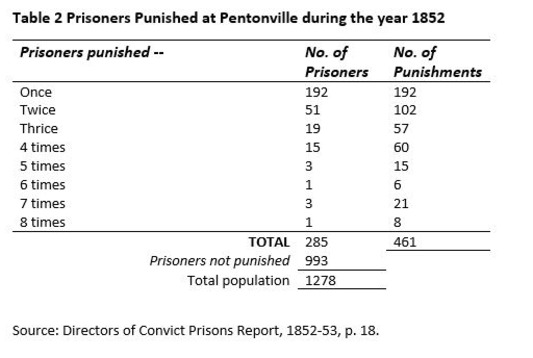 Table 2 Prisoners Punished at Pentonville during the year 1852
Prisoners punished -- No. of Prisoners No. of Punishments
Once 192 192
Twice 51 102
Thrice 19 57
4 times 15 60
5 times 3 15
6 times 1 6
7 times 3 21
8 times 1 8
TOTAL 285 461
Prisoners not punished 993
Total population 1278
Source: Directors of Convict Prisons Report, 1852-53, p. 18.